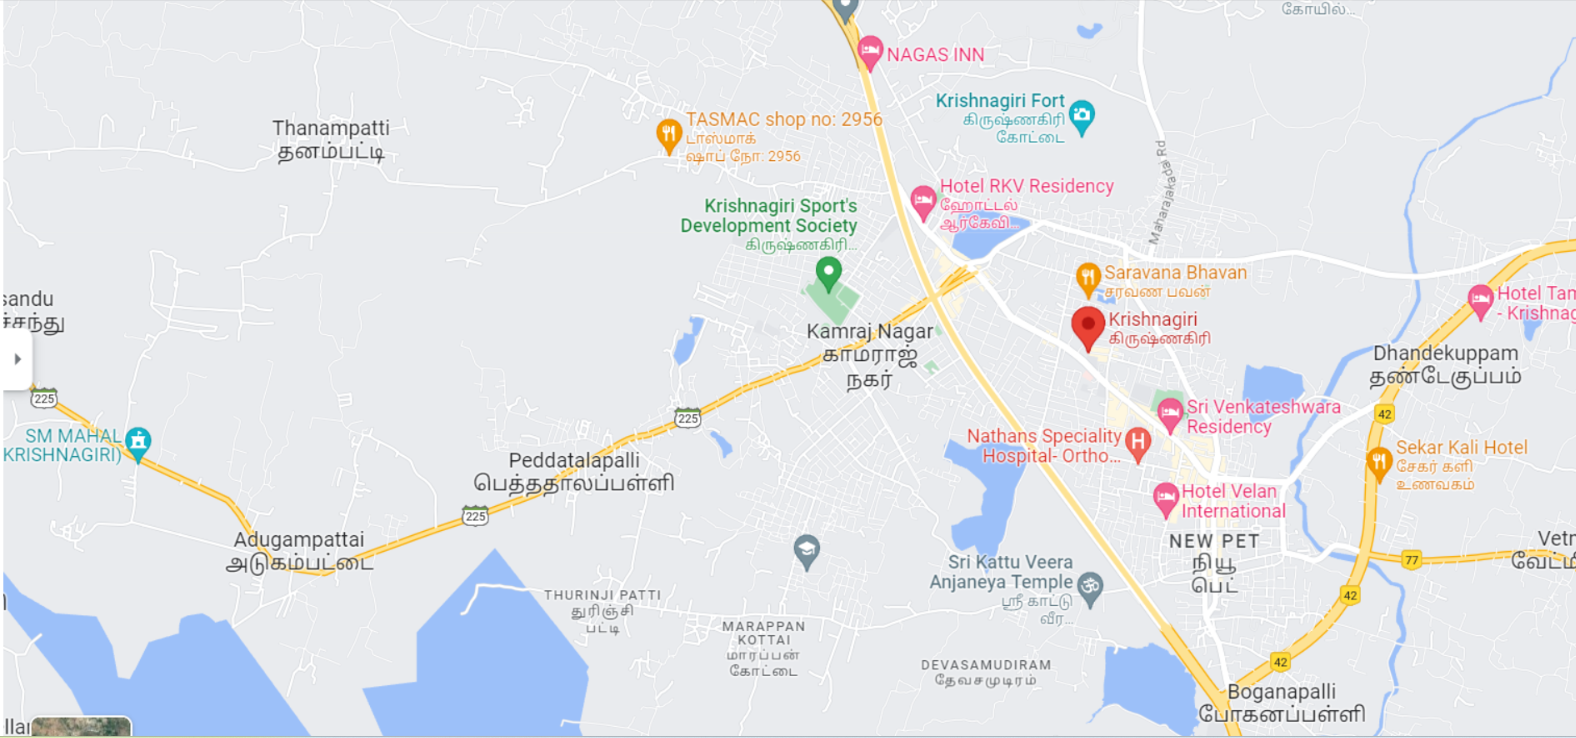 கோயில்...
NAGAS INN
Krishnagiri Fort
கிருஷ்ணகிரி
கோட்டை
TASMAC shop no: 2956
டாஸ்மாக்
ஷாப் நோ. 2956
Thanampatti
தனம்பட்டி
Maharajakadai Rd
Hotel RKV Residency
ஹோட்டல்
ஆர்கேவி...
Krishnagiri Sport's
Development Society
கிருஷ்ணகிரி...
Saravana Bhavan
சரவண பவன்
sandu
ச்சந்து
Hotel Tam
- Krishnag
Krishnagiri
கிருஷ்ணகிரி
Kamraj Nagar
காமராஜ்
நகர்
Dhandekuppam
தண்டேகுப்பம்
225
225
42
Sri Venkateshwara
Residency
SM MAHAL
KRISHNAGIRI)
Nathans Speciality
Hospital- Ortho...
Sekar Kali Hotel
சேகர் களி
உணவகம்
Peddatalapalli
பெத்ததாலப்பள்ளி
Hotel Velan
International
225
Adugampattai
அடுகம்பட்டை
NEW PET
நியூ
பெட்
77
Vetr
Sri Kattu Veera
Anjaneya Temple
ஸ்ரீ காட்டு
வீர...
42
THURINJI PATTI
துரிஞ்சி
பட்டி
MARAPPAN
KOTTAI
மாரப்பன்
கோட்டை
DEVASAMUDIRAM
தேவசமுடிரம்
42
Boganapalli
போகனப்பள்ளி